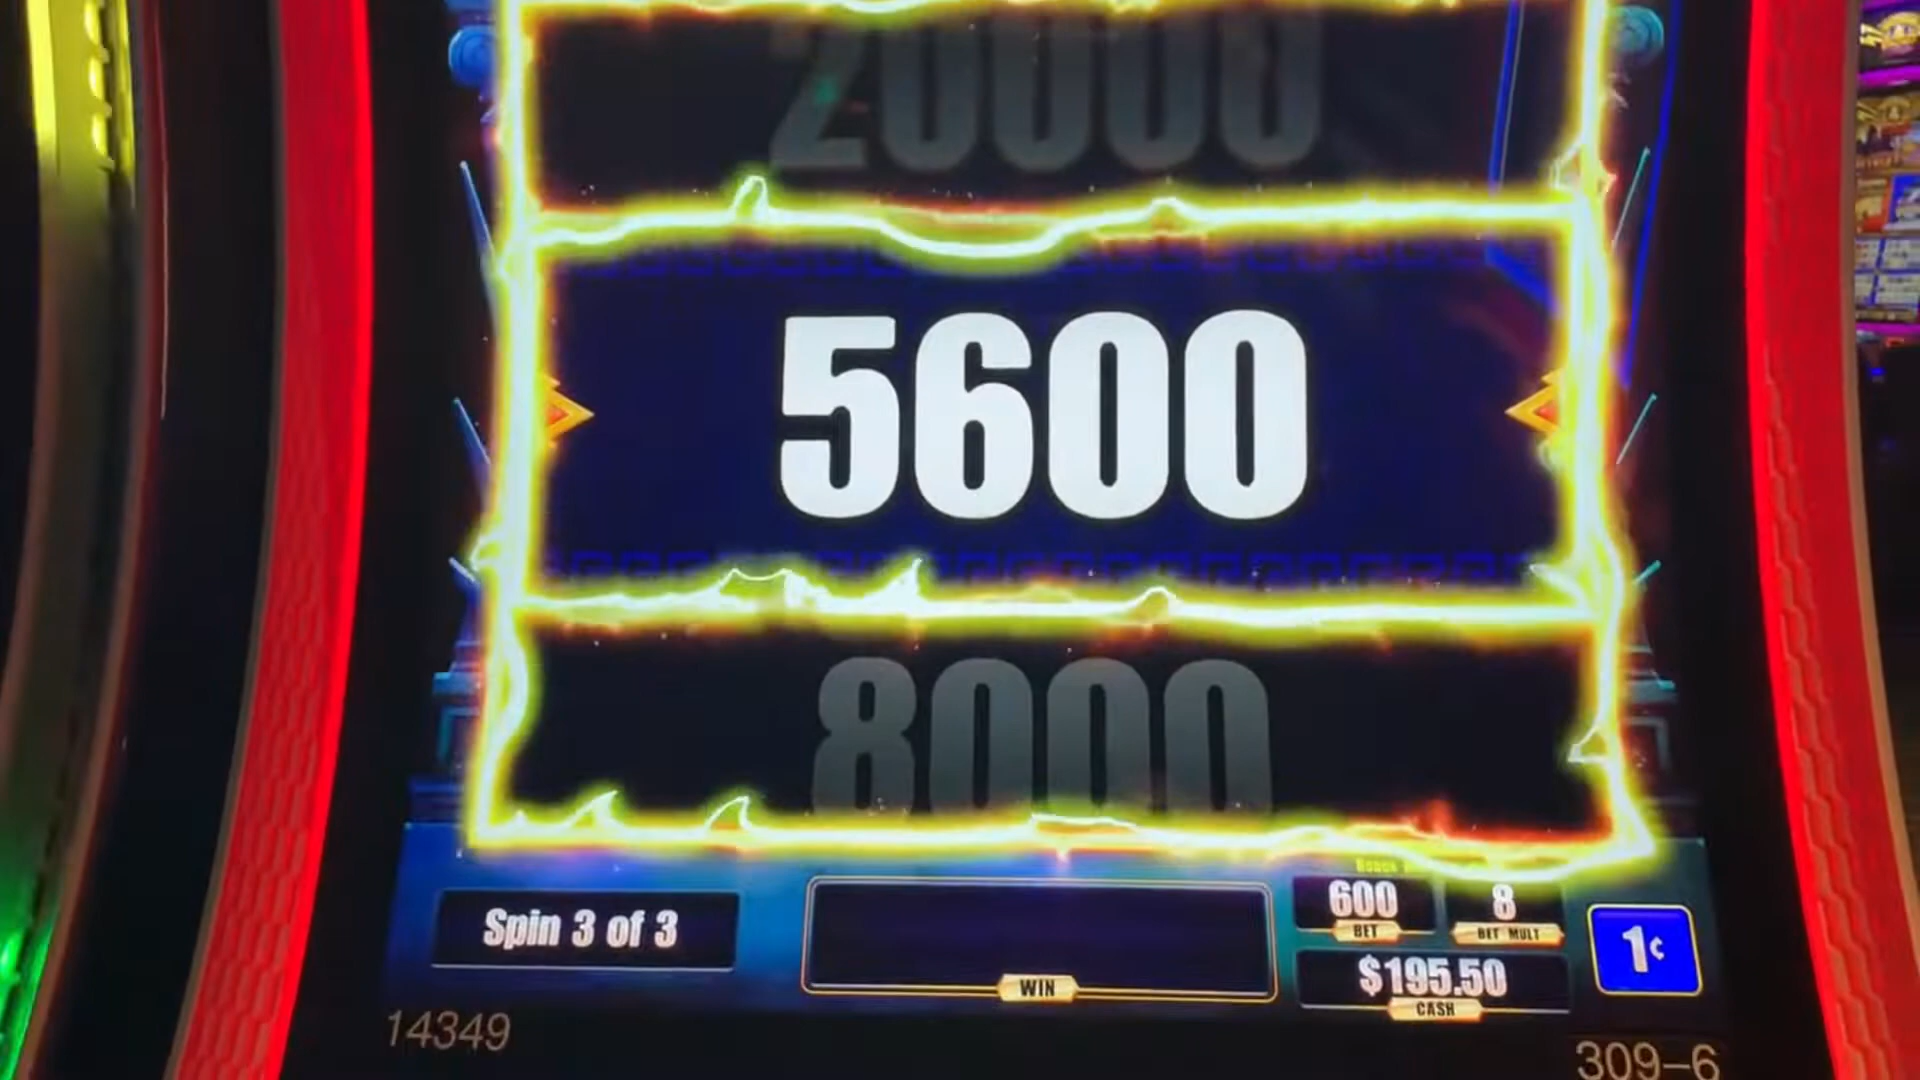 20000
5600
8000
Spin 3 of 3
WIN
600
BET
8
BET MULT
$195.50
CASH
1¢
14349
309-6